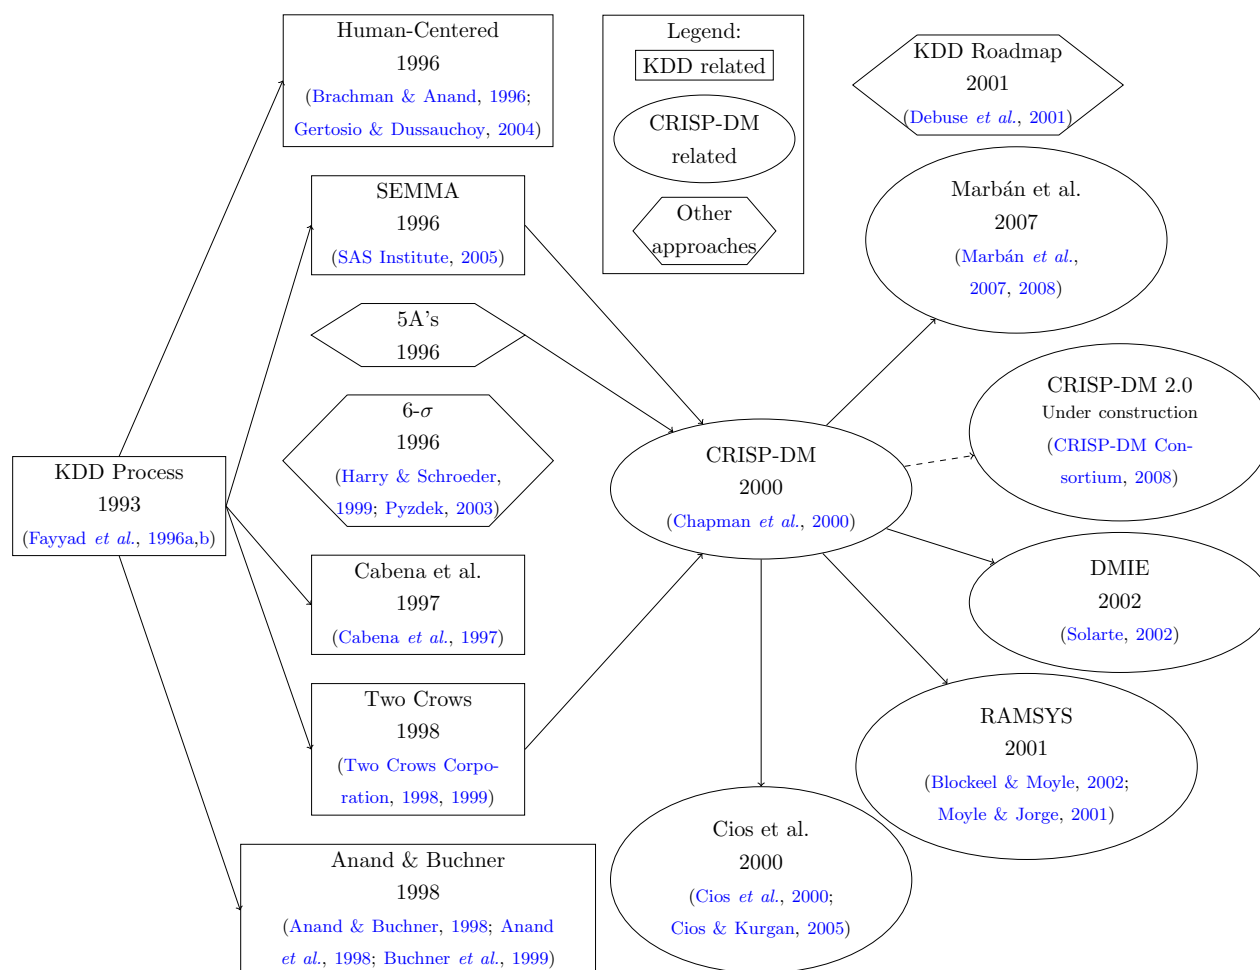 Human-Centered
1996
(Brachman & Anand, 1996;
Gertosio & Dussauchoy, 2004)
Legend:
KDD related
CRISP-DM
related
Other
approaches
KDD Roadmap
2001
(Debuse et al., 2001)
SEMMA
1996
(SAS Institute, 2005)
Marbán et al.
2007
(Marbán et al.,
2007, 2008)
5A's
1996
6-σ
1996
(Harry & Schroeder,
1999; Pyzdek, 2003)
CRISP-DM 2.0
Under construction
(CRISP-DM Con-
sortium, 2008)
KDD Process
1993
(Fayyad et al., 1996a,b)
CRISP-DM
2000
(Chapman et al., 2000)
Cabena et al.
1997
(Cabena et al., 1997)
DMIE
2002
(Solarte, 2002)
Two Crows
1998
(Two Crows Corpo-
ration, 1998, 1999)
RAMSYS
2001
(Blockeel & Moyle, 2002;
Moyle & Jorge, 2001)
Anand & Buchner
1998
(Anand & Buchner, 1998; Anand
et al., 1998; Buchner et al., 1999)
Cios et al.
2000
(Cios et al., 2000;
Cios & Kurgan, 2005)